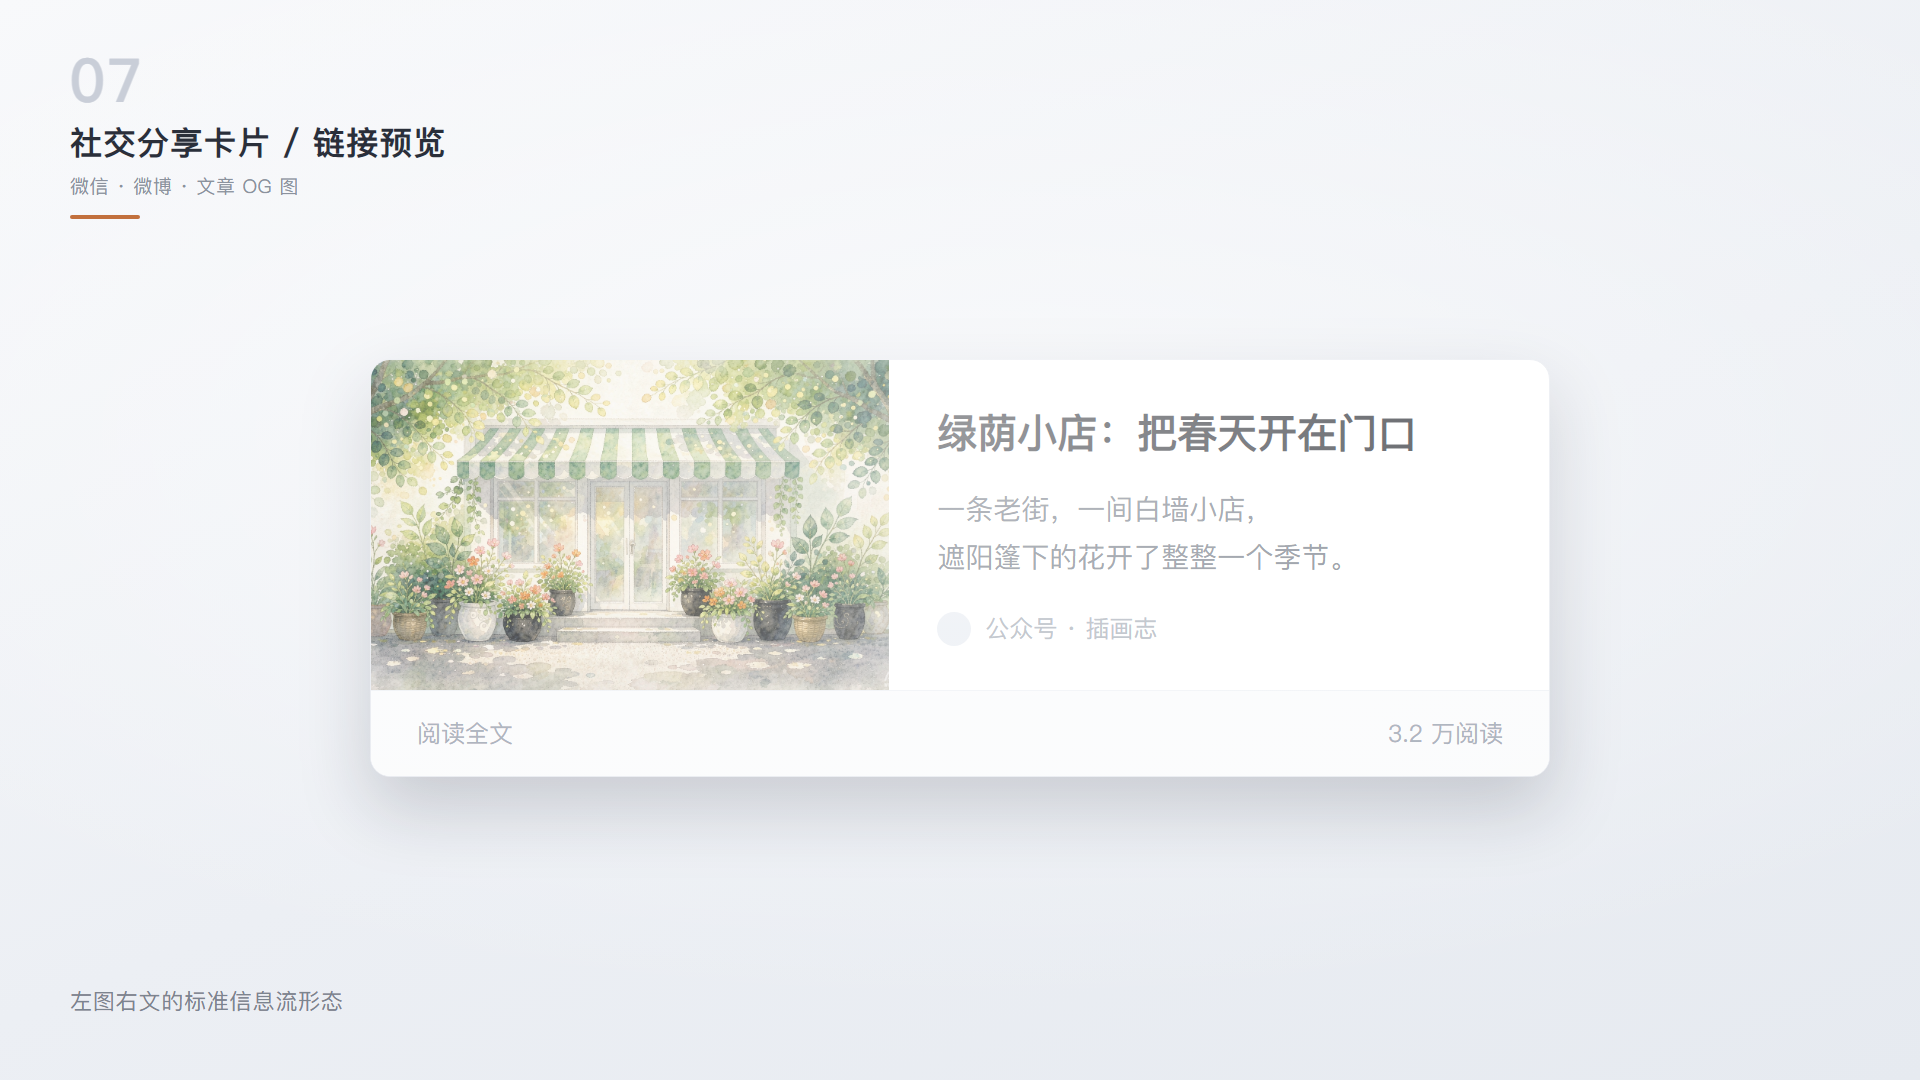 07
社交分享卡片 / 链接预览
微信 · 微博 · 文章 OG 图
绿荫小店：把春天开在门口
一条老街，一间白墙小店，
遮阳篷下的花开了整整一个季节。
公众号 · 插画志
阅读全文
3.2 万阅读
左图右文的标准信息流形态